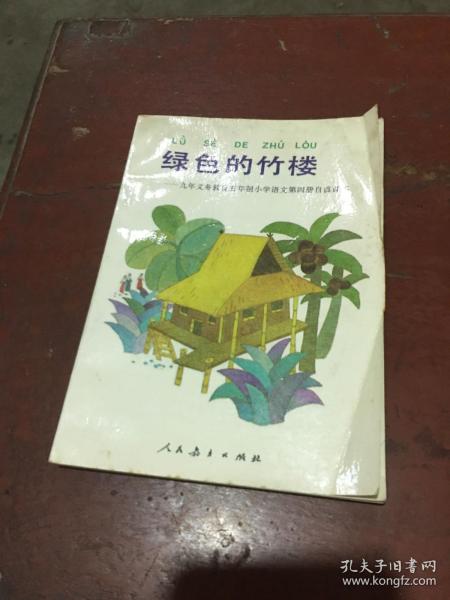 LǛ SÈ DE ZHÚ LÓU
绿色的竹楼
——九年义务教育五年制小学语文第四册自读课本
人民教育出版社
孔夫子旧书网
www.kongfz.com